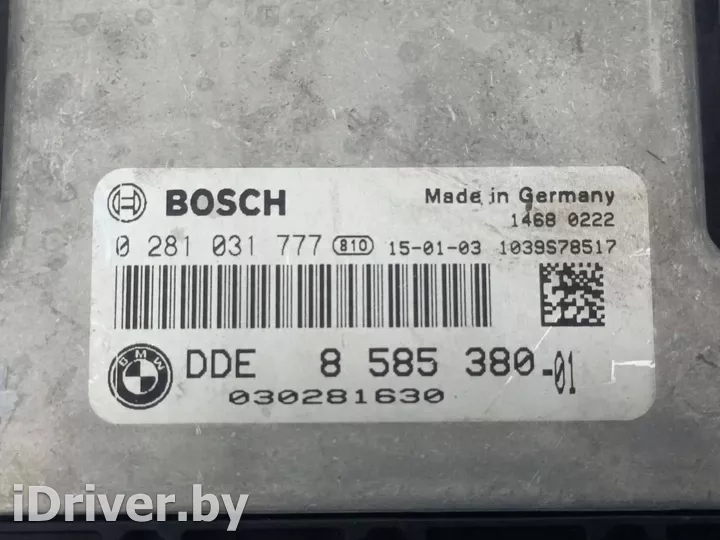 BOSCH
Made in Germany
1468 0222
0 281 031 777 810 15-01-03 1039S78517
BMW
DDE 8 585 380-01
030281630
iDriver.by